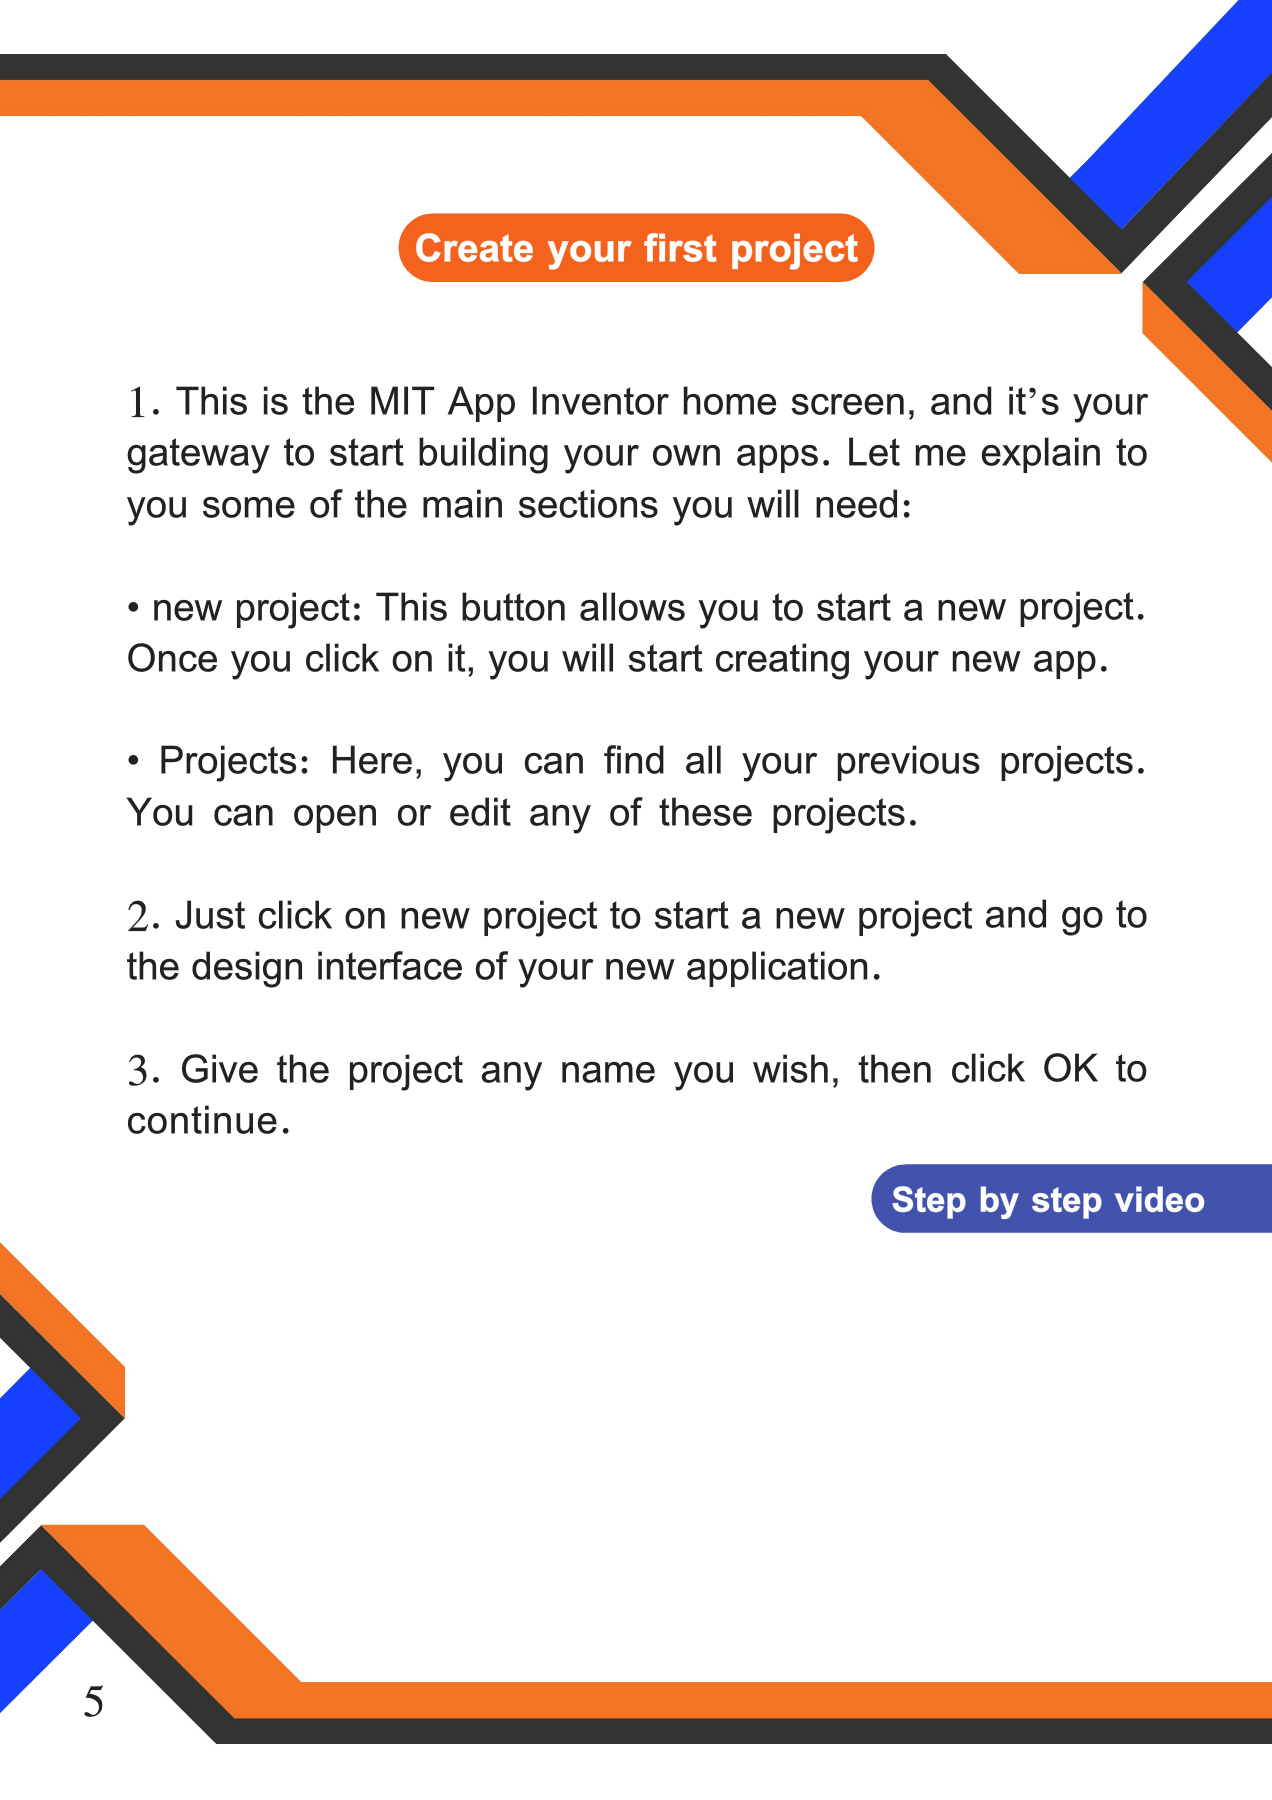 Create your first project
1. This is the MIT App Inventor home screen, and it’s your
gateway to start building your own apps. Let me explain to
you some of the main sections you will need:
• new project: This button allows you to start a new project.
Once you click on it, you will start creating your new app.
• Projects: Here, you can find all your previous projects.
You can open or edit any of these projects.
2. Just click on new project to start a new project and go to
the design interface of your new application.
3. Give the project any name you wish, then click OK to
continue.
Step by step video
5